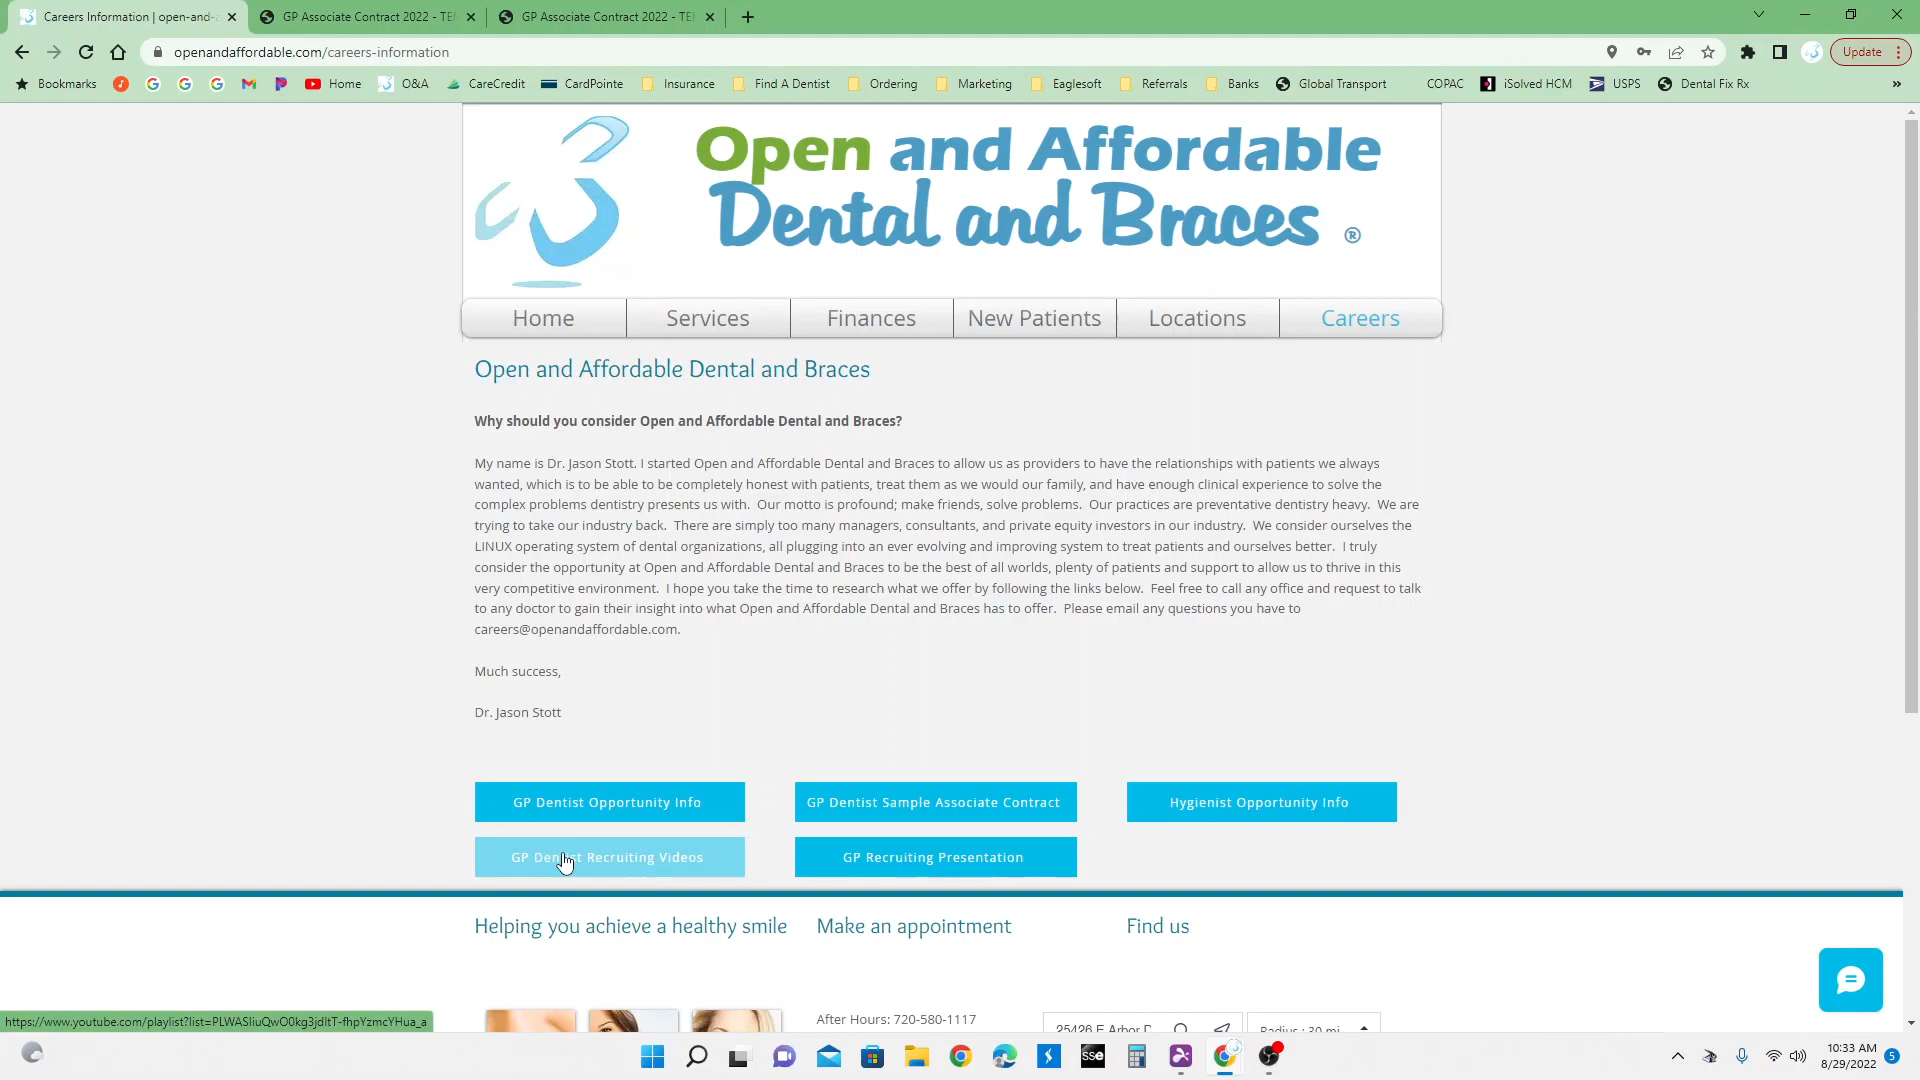 Careers Information | open-and-
GP Associate Contract 2022 - TE
GP Associate Contract 2022 - TE
openandaffordable.com/careers-information
Update
Bookmarks
Home
O&A
CareCredit
CardPointe
Insurance
Find A Dentist
Ordering
Marketing
Eaglesoft
Referrals
Banks
Global Transport
COPAC
iSolved HCM
USPS
Dental Fix Rx
»
Open and Affordable
Dental and Braces ®
Home
Services
Finances
New Patients
Locations
Careers
Open and Affordable Dental and Braces
Why should you consider Open and Affordable Dental and Braces?
My name is Dr. Jason Stott. I started Open and Affordable Dental and Braces to allow us as providers to have the relationships with patients we always
wanted, which is to be able to be completely honest with patients, treat them as we would our family, and have enough clinical experience to solve the
complex problems dentistry presents us with.  Our motto is profound; make friends, solve problems.  Our practices are preventative dentistry heavy.  We are
trying to take our industry back.  There are simply too many managers, consultants, and private equity investors in our industry.  We consider ourselves the
LINUX operating system of dental organizations, all plugging into an ever evolving and improving system to treat patients and ourselves better.  I truly
consider the opportunity at Open and Affordable Dental and Braces to be the best of all worlds, plenty of patients and support to allow us to thrive in this
very competitive environment.  I hope you take the time to research what we offer by following the links below.  Feel free to call any office and request to talk
to any doctor to gain their insight into what Open and Affordable Dental and Braces has to offer.  Please email any questions you have to
careers@openandaffordable.com.
Much success,
Dr. Jason Stott
GP Dentist Opportunity Info
GP Dentist Sample Associate Contract
Hygienist Opportunity Info
GP Dentist Recruiting Videos
GP Recruiting Presentation
Helping you achieve a healthy smile
Make an appointment
Find us
After Hours: 720-580-1117
25426 E Arbor D
Radius : 30 mi
https://www.youtube.com/playlist?list=PLWASIiuQwO0kg3jdItT-fhpYzmcYHua_a
SSe
10:33 AM
8/29/2022
5